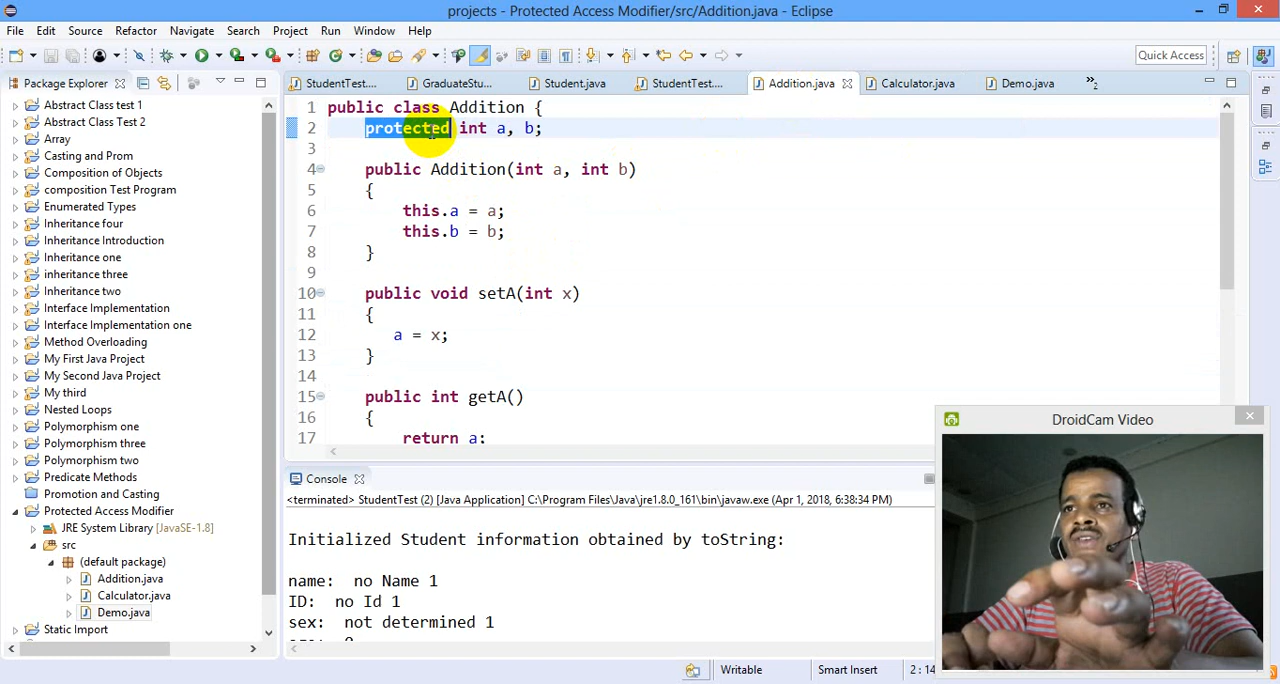 projects - Protected Access Modifier/src/Addition.java - Eclipse
File Edit Source Refactor Navigate Search Project Run Window Help
Quick Access
Package Explorer
StudentTest.... GraduateStu... Student.java StudentTest.... Addition.java Calculator.java Demo.java »2
Abstract Class test 1
Abstract Class Test 2
Array
Casting and Prom
Composition of Objects
composition Test Program
Enumerated Types
Inheritance four
Inheritance Introduction
Inheritance one
inheritance three
Inheritance two
Interface Implementation
Interface Implementation one
Method Overloading
My First Java Project
My Second Java Project
My third
Nested Loops
Polymorphism one
Polymorphism three
Polymorphism two
Predicate Methods
Promotion and Casting
Protected Access Modifier
JRE System Library [JavaSE-1.8]
src
(default package)
Addition.java
Calculator.java
Demo.java
Static Import
1 public class Addition {
2 protected int a, b;
3
4 public Addition(int a, int b)
5 {
6 this.a = a;
7 this.b = b;
8 }
9
10 public void setA(int x)
11 {
12 a = x;
13 }
14
15 public int getA()
16 {
17 return a;
Console
<terminated> StudentTest (2) [Java Application] C:\Program Files\Java\jre1.8.0_161\bin\javaw.exe (Apr 1, 2018, 6:38:34 PM)
Initialized Student information obtained by toString:
name: no Name 1
ID: no Id 1
sex: not determined 1
DroidCam Video
Writable Smart Insert 2 : 14